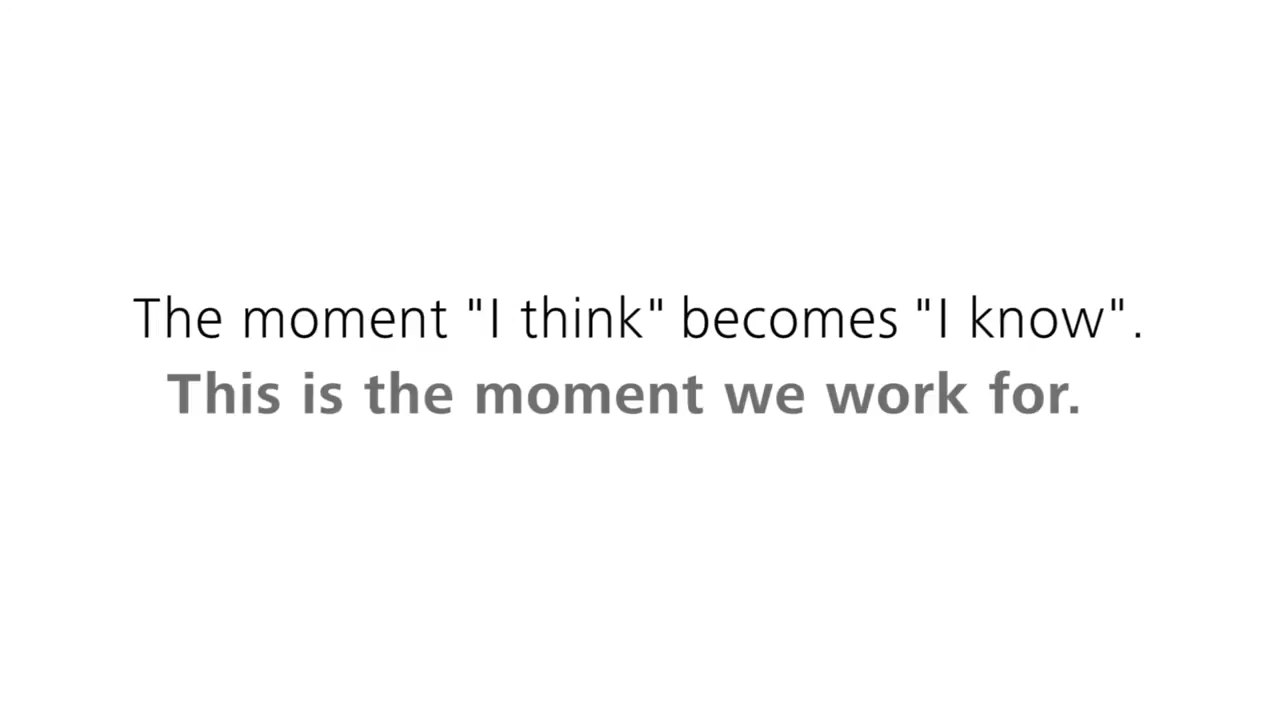 The moment "I think" becomes "I know".
This is the moment we work for.